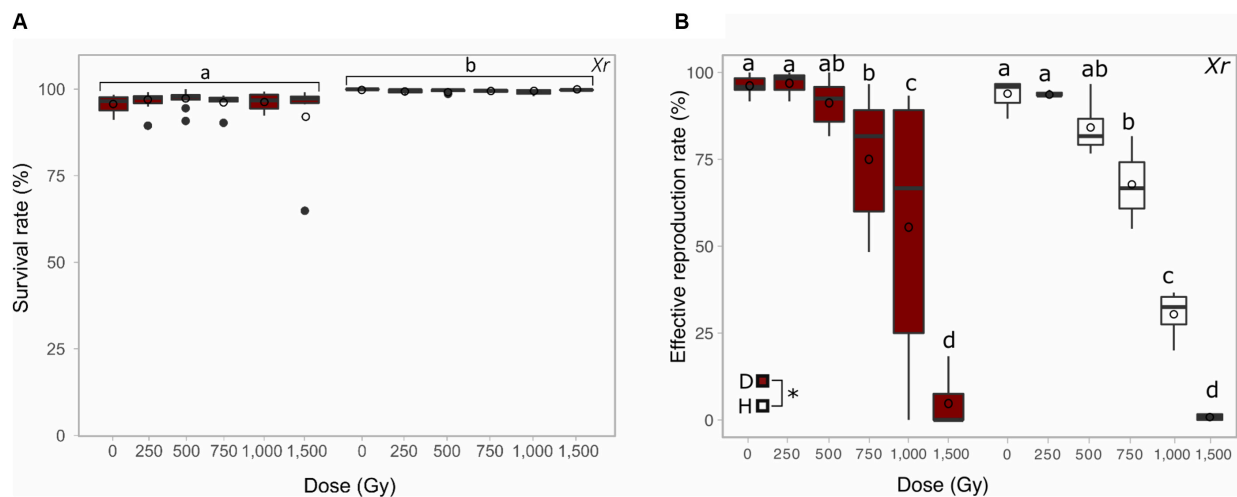 A
Xr
a
b
100
75
50
25
0
Survival rate (%)
0 250 500 750 1,000 1,500 0 250 500 750 1,000 1,500
Dose (Gy)
B
Xr
a a ab b c d a a ab b c d
100
75
50
25
0
Effective reproduction rate (%)
D
H
*
0 250 500 750 1,000 1,500 0 250 500 750 1,000 1,500
Dose (Gy)